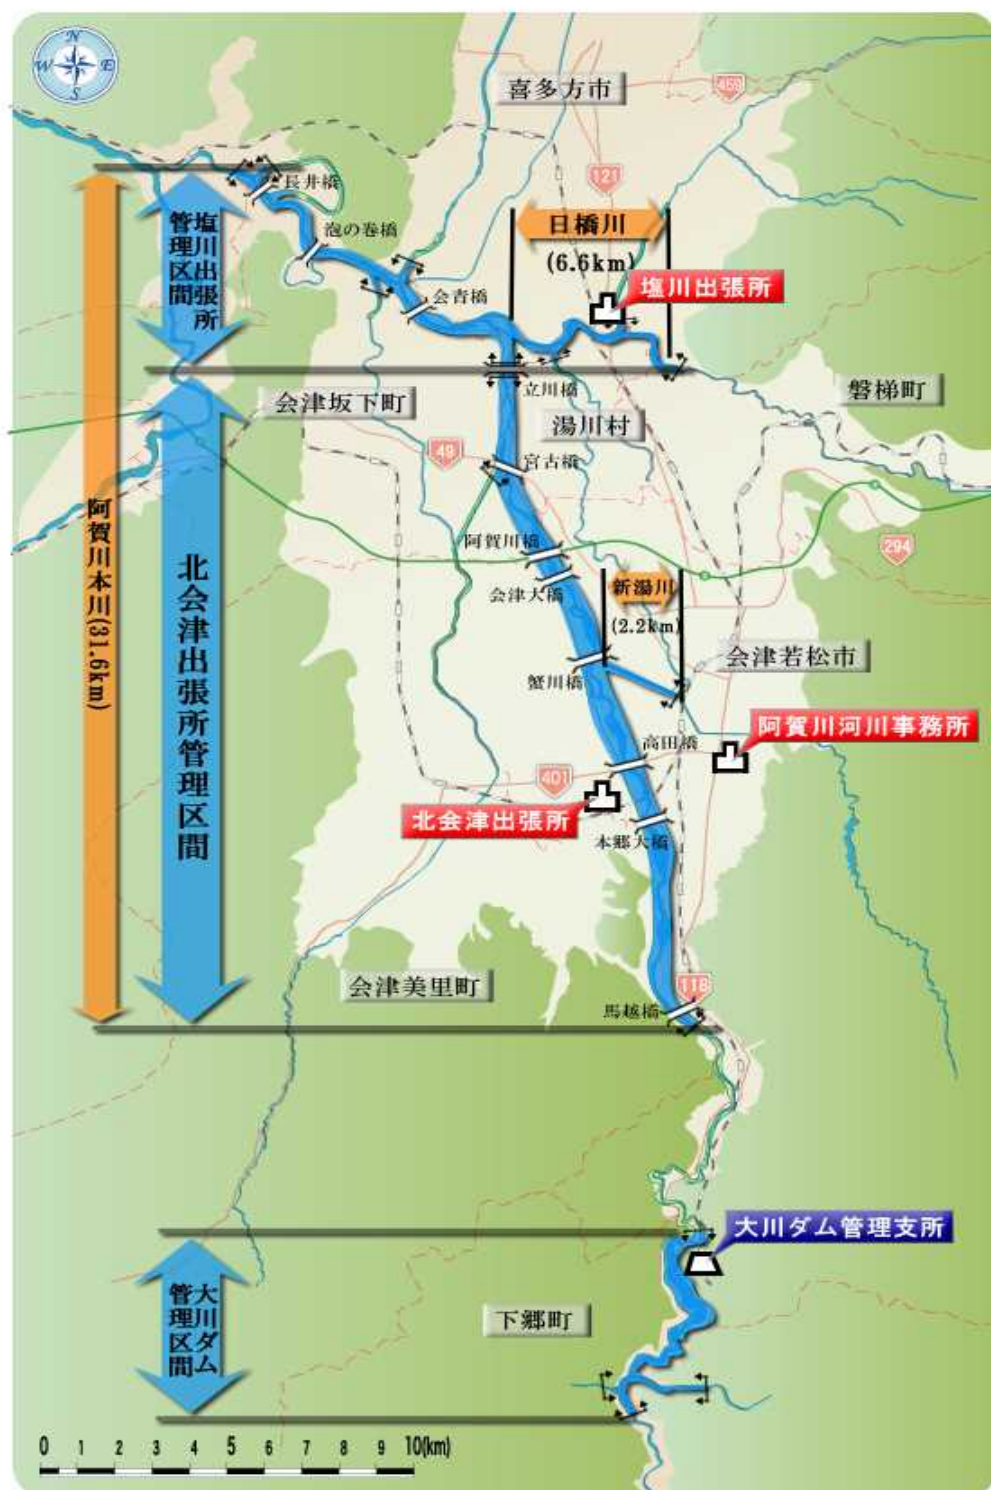 N
W E
S
喜多方市
459
長井橋
121
塩川出張所
管理区間
泡の巻橋
日橋川
(6.6km)
塩川出張所
会青橋
会津坂下町
立川橋
磐梯町
湯川村
49
宮古橋
阿賀川本川(31.6km)
北会津出張所管理区間
阿賀川橋
294
会津大橋
新湯川
(2.2km)
会津若松市
蟹川橋
阿賀川河川事務所
高田橋
401
北会津出張所
本郷大橋
会津美里町
118
馬越橋
大川ダム管理支所
大川ダム
管理区間
下郷町
0 1 2 3 4 5 6 7 8 9 10(km)